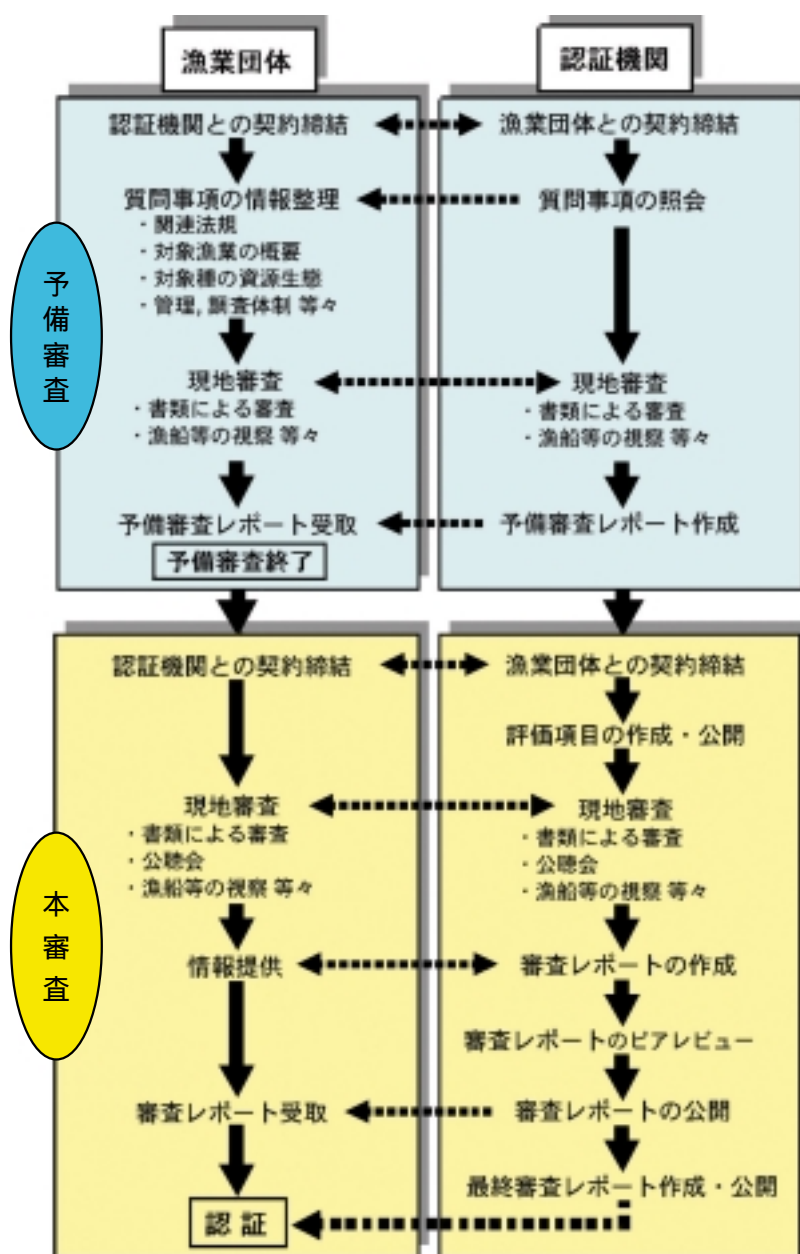 漁業団体
認証機関
予備審査
認証機関との契約締結
漁業団体との契約締結
質問事項の情報整理
・関連法規
・対象漁業の概要
・対象種の資源生態
・管理, 調査体制 等々
質問事項の照会
現地審査
・書類による審査
・漁船等の視察 等々
現地審査
・書類による審査
・漁船等の視察 等々
予備審査レポート受取
予備審査終了
予備審査レポート作成
本審査
認証機関との契約締結
漁業団体との契約締結
評価項目の作成・公開
現地審査
・書類による審査
・公聴会
・漁船等の視察 等々
現地審査
・書類による審査
・公聴会
・漁船等の視察 等々
情報提供
審査レポートの作成
審査レポートのピアレビュー
審査レポート受取
審査レポートの公開
最終審査レポート作成・公開
認証